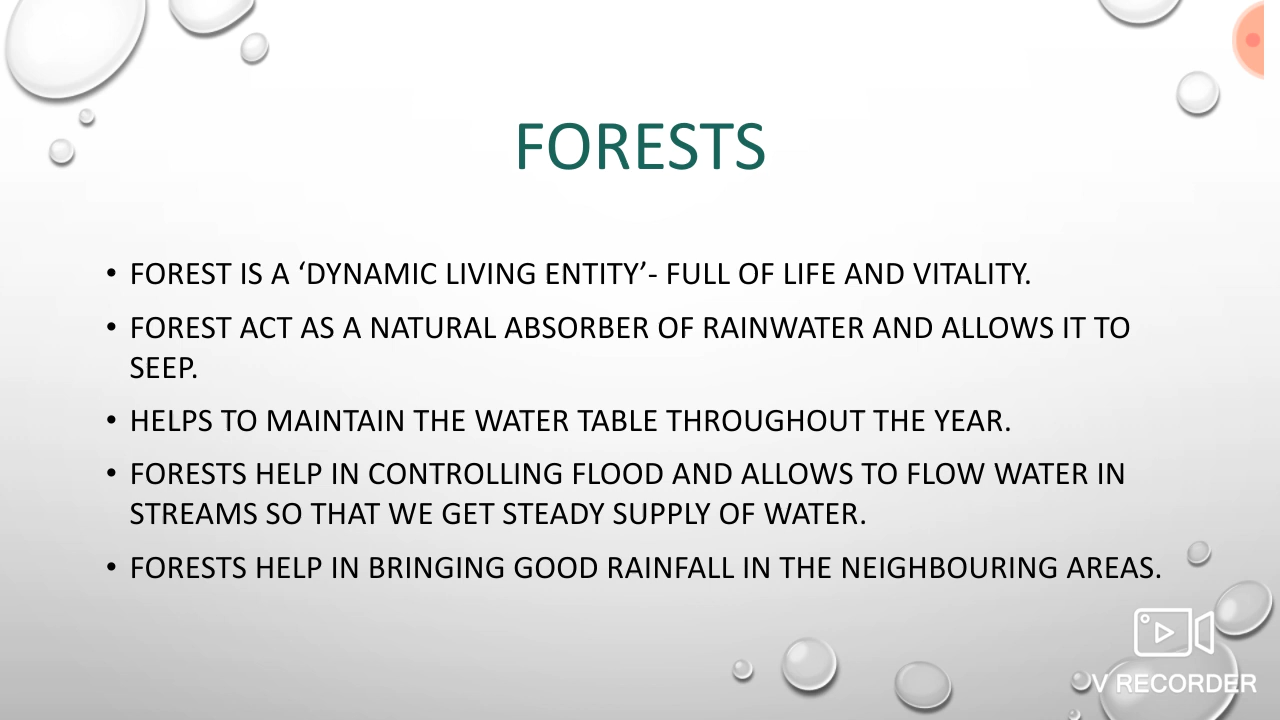 FORESTS
• FOREST IS A ‘DYNAMIC LIVING ENTITY’- FULL OF LIFE AND VITALITY.
• FOREST ACT AS A NATURAL ABSORBER OF RAINWATER AND ALLOWS IT TO
SEEP.
• HELPS TO MAINTAIN THE WATER TABLE THROUGHOUT THE YEAR.
• FORESTS HELP IN CONTROLLING FLOOD AND ALLOWS TO FLOW WATER IN
STREAMS SO THAT WE GET STEADY SUPPLY OF WATER.
• FORESTS HELP IN BRINGING GOOD RAINFALL IN THE NEIGHBOURING AREAS.
V RECORDER